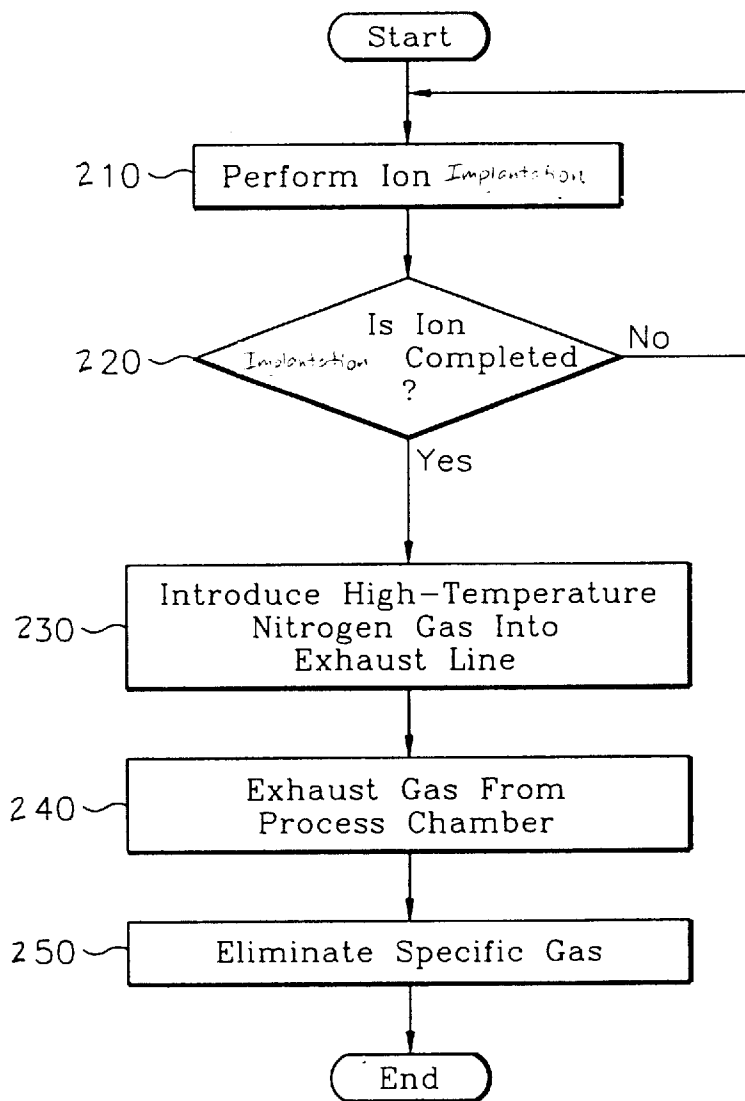 Start
210 Perform Ion Implantation
Is Ion
220 Implantation Completed
?
No
Yes
Introduce High-Temperature
230 Nitrogen Gas Into
Exhaust Line
Exhaust Gas From
240 Process Chamber
250 Eliminate Specific Gas
End